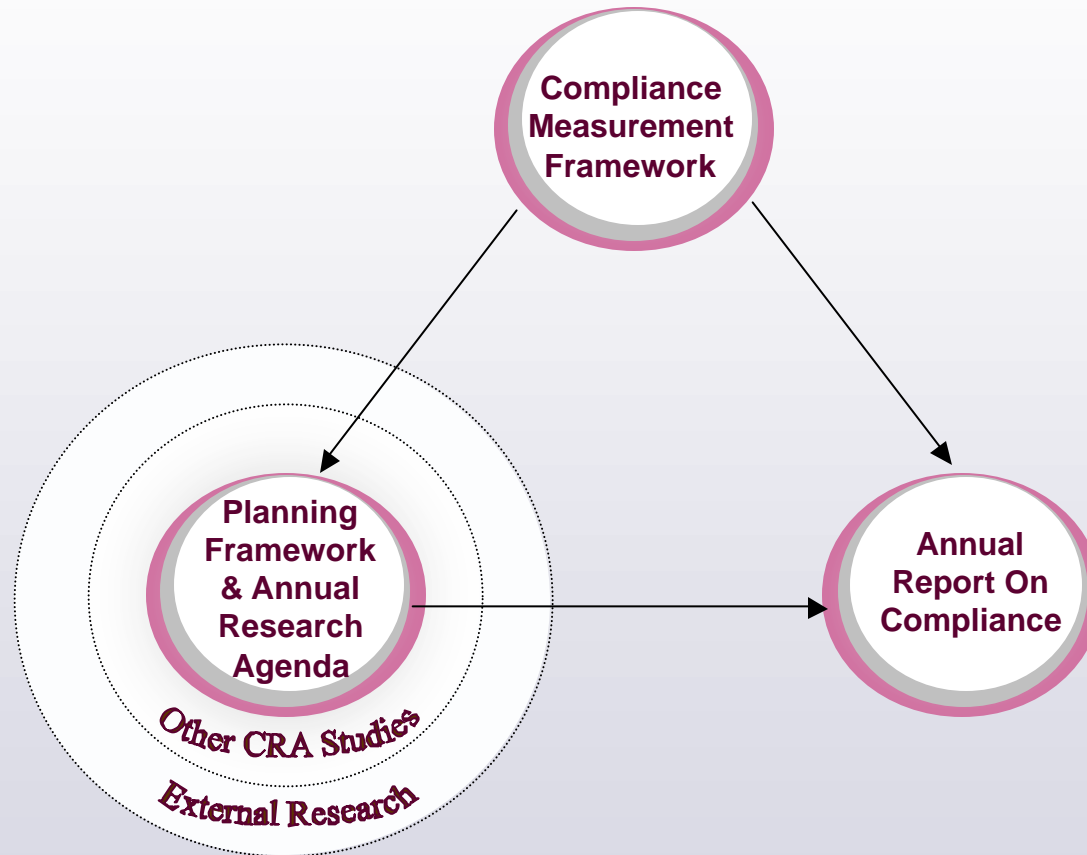 Compliance
Measurement
Framework
Planning
Framework
& Annual
Research
Agenda
Annual
Report On
Compliance
Other CRA Studies
External Research